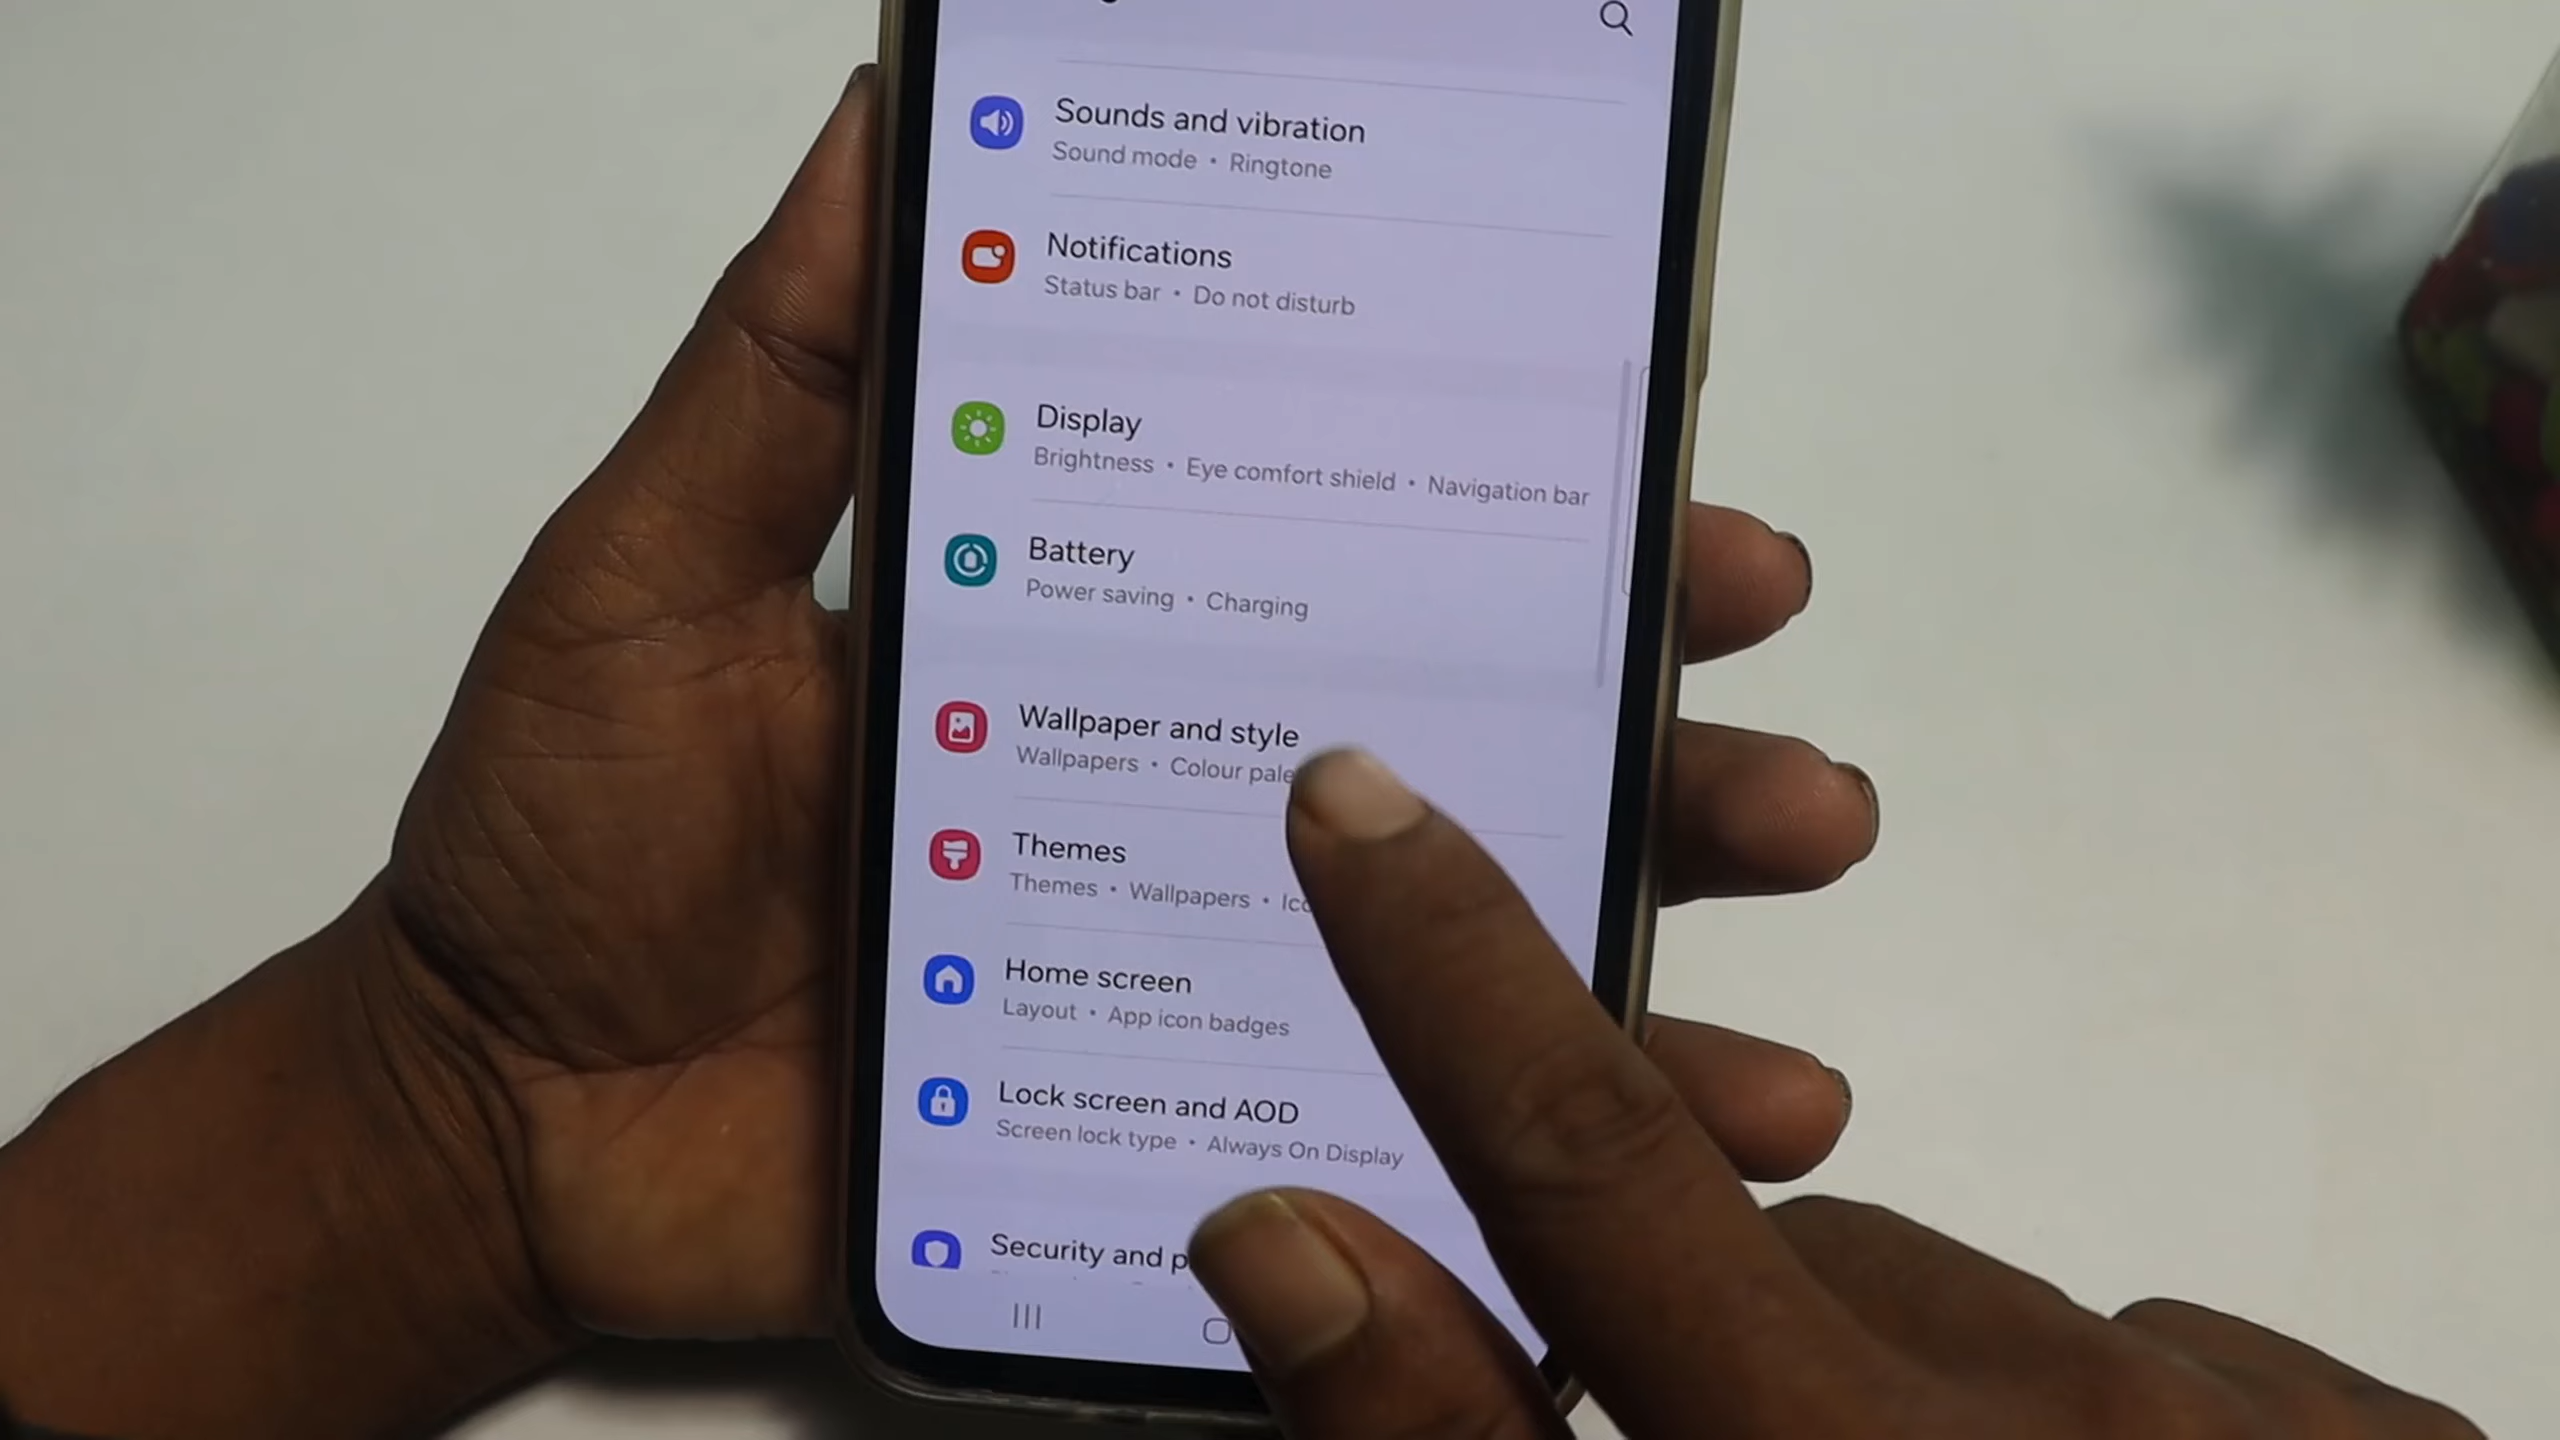 Sounds and vibration
Sound mode • Ringtone
Notifications
Status bar • Do not disturb
Display
Brightness • Eye comfort shield • Navigation bar
Battery
Power saving • Charging
Wallpaper and style
Wallpapers • Colour
Themes
Themes • Wallpapers •
Home screen
Layout • App icon badges
Lock screen and AOD
Screen lock type • Always On Display
Security and